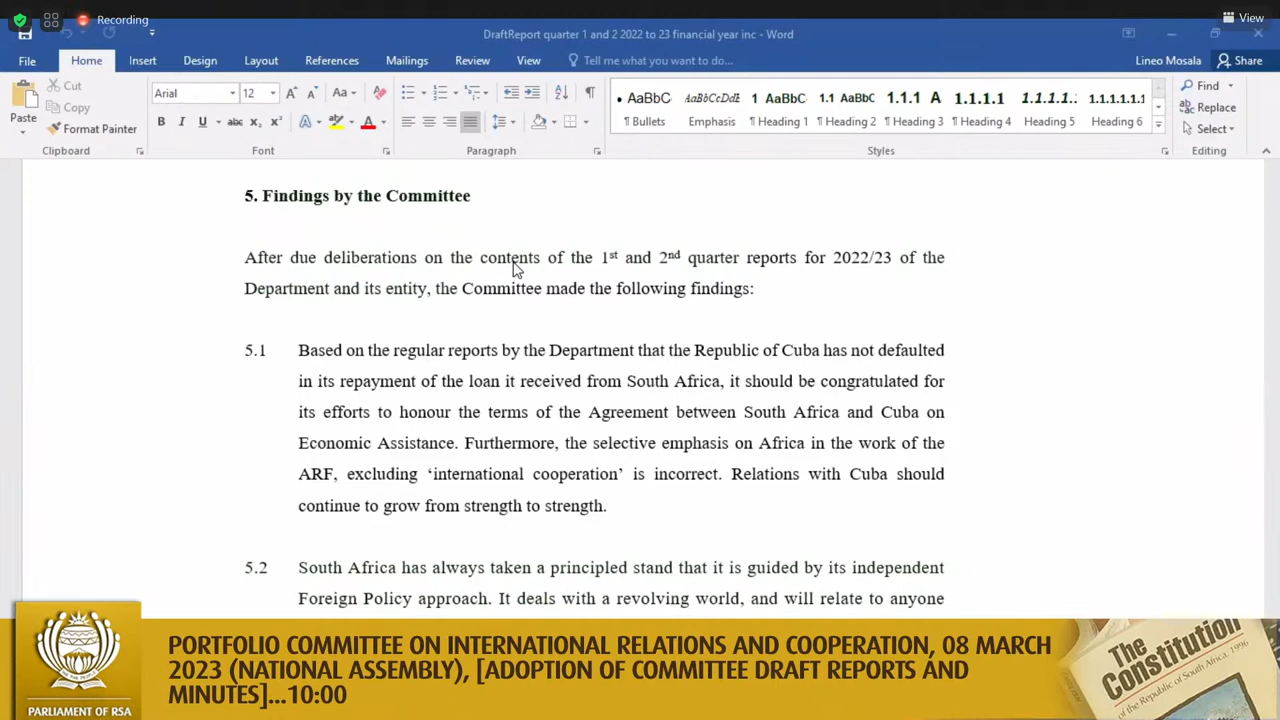 Recording
View
DraftReport quarter 1 and 2 2022 to 23 financial year inc - Word
File Home Insert Design Layout References Mailings Review View Tell me what you want to do... Lineo Mosala Share
Paste
Cut
Copy
Format Painter
Clipboard
Arial 12
Font
Paragraph
• AaBbC AaBbCcDdE 1 AaBbC 1.1 AaBbC 1.1.1 A 1.1.1.1 1.1.1.1. 1.1.1.1.
¶ Bullets Emphasis ¶ Heading 1 ¶ Heading 2 ¶ Heading 3 ¶ Heading 4 ¶ Heading 5 ¶ Heading 6
Styles
Find
Replace
Select
Editing
5. Findings by the Committee
After due deliberations on the contents of the 1st and 2nd quarter reports for 2022/23 of the
Department and its entity, the Committee made the following findings:
5.1 Based on the regular reports by the Department that the Republic of Cuba has not defaulted
in its repayment of the loan it received from South Africa, it should be congratulated for
its efforts to honour the terms of the Agreement between South Africa and Cuba on
Economic Assistance. Furthermore, the selective emphasis on Africa in the work of the
ARF, excluding ‘international cooperation’ is incorrect. Relations with Cuba should
continue to grow from strength to strength.
5.2 South Africa has always taken a principled stand that it is guided by its independent
Foreign Policy approach. It deals with a revolving world, and will relate to anyone
PORTFOLIO COMMITTEE ON INTERNATIONAL RELATIONS AND COOPERATION, 08 MARCH
2023 (NATIONAL ASSEMBLY), [ADOPTION OF COMMITTEE DRAFT REPORTS AND
MINUTES]...10:00
PARLIAMENT OF RSA
The
Constitution
of the Republic of South Africa, 1996